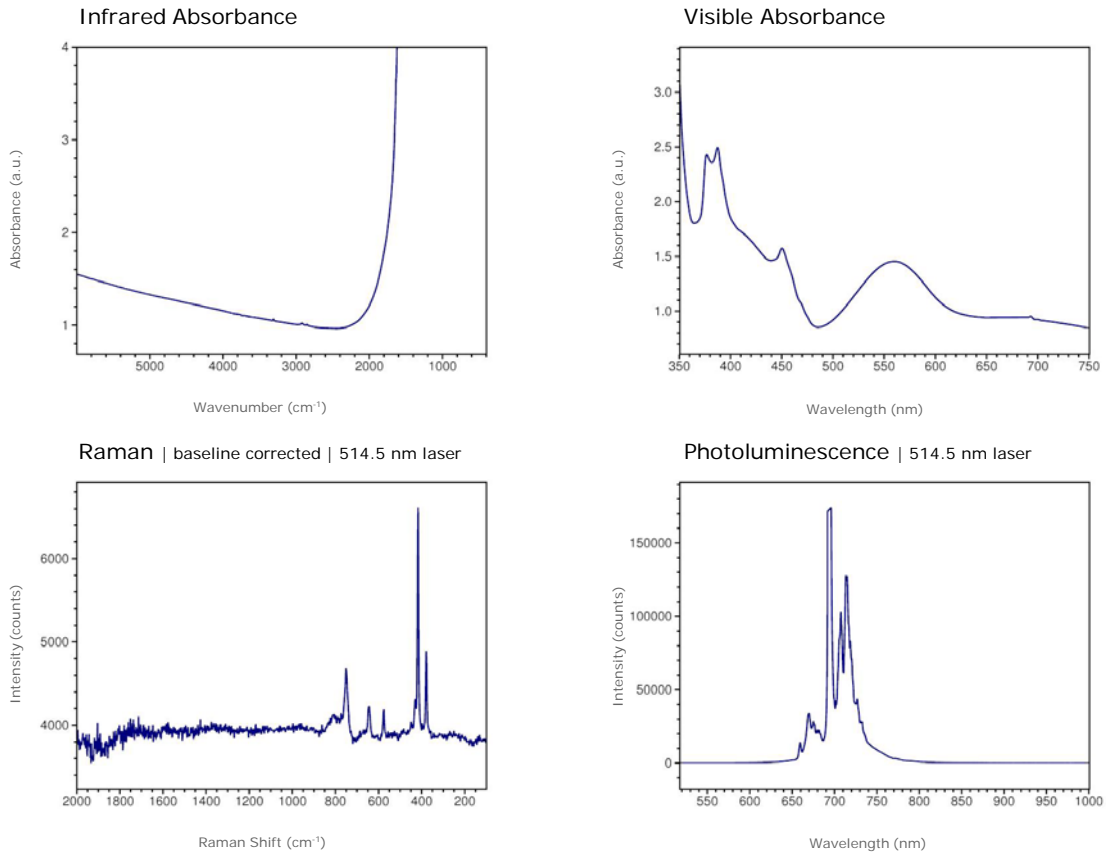 Infrared Absorbance
Absorbance (a.u.)
4
3
2
1
5000 4000 3000 2000 1000
Wavenumber (cm⁻¹)
Visible Absorbance
Absorbance (a.u.)
3.0
2.5
2.0
1.5
1.0
350 400 450 500 550 600 650 700 750
Wavelength (nm)
Raman | baseline corrected | 514.5 nm laser
Intensity (counts)
6000
5000
4000
2000 1800 1600 1400 1200 1000 800 600 400 200
Raman Shift (cm⁻¹)
Photoluminescence | 514.5 nm laser
Intensity (counts)
150000
100000
50000
0
550 600 650 700 750 800 850 900 950 1000
Wavelength (nm)